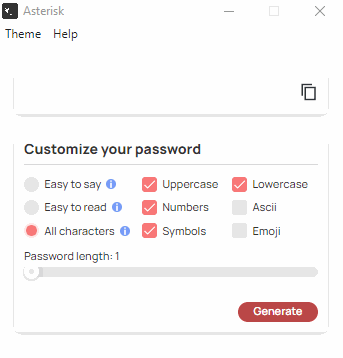 Asterisk
Theme Help
Customize your password
Easy to say i Uppercase Lowercase
Easy to read i Numbers Ascii
All characters i Symbols Emoji
Password length: 1
Generate